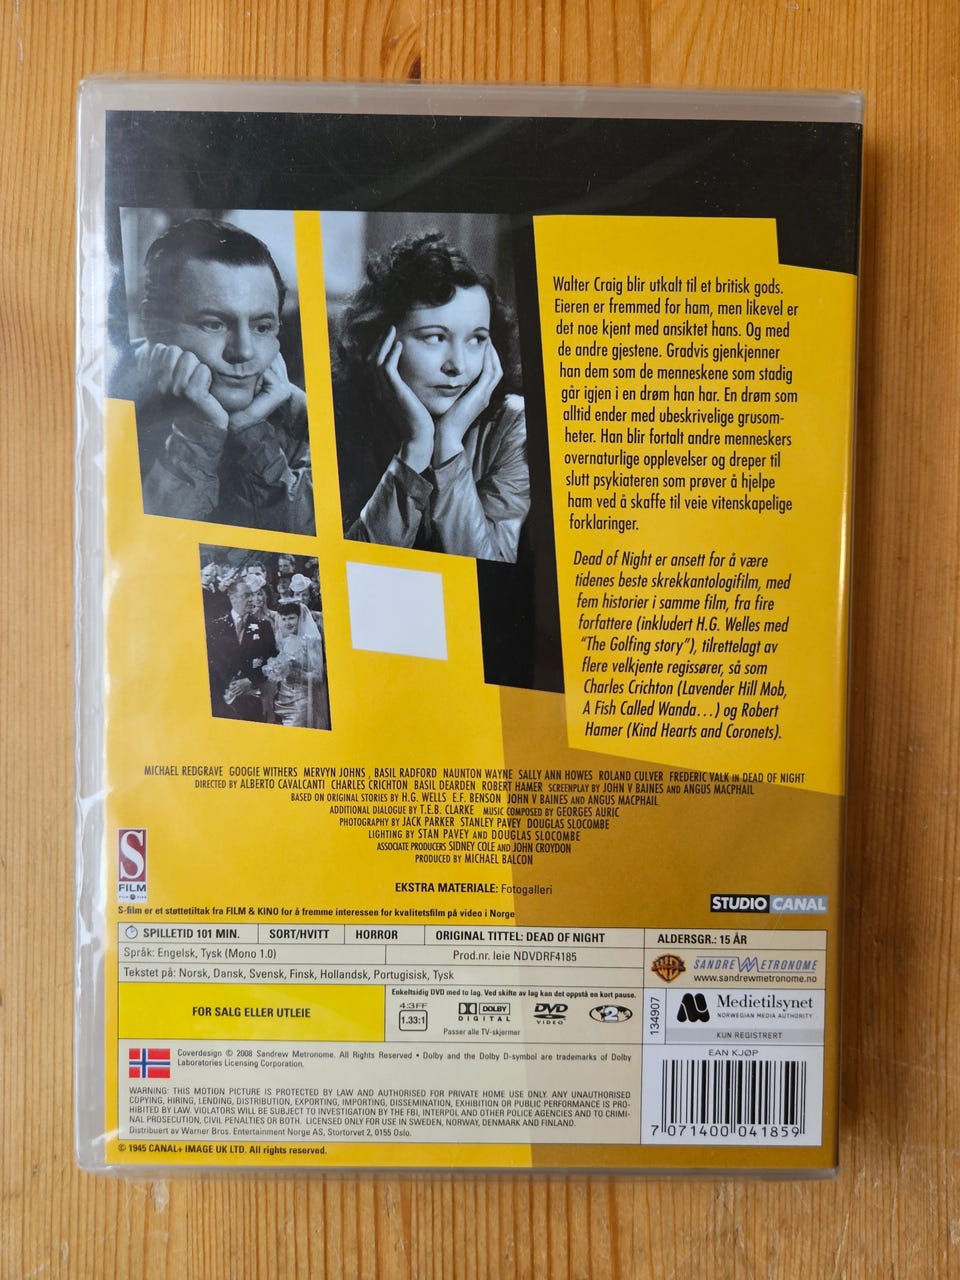 Walter Craig blir utkalt til et britisk gods.
Eieren er fremmed for ham, men likevel er
det noe kjent med ansiktet hans. Og med
de andre gjestene. Gradvis gjenkjenner
han dem som de menneskene som stadig
går igjen i en drøm han har. En drøm som
alltid ender med ubeskrivelige grusom-
heter. Han blir fortalt andre menneskers
overnaturlige opplevelser og dreper til
slutt psykiateren som prøver å hjelpe
ham ved å skaffe til veie vitenskapelige
forklaringer.
Dead of Night er ansett for å være
tidenes beste skrekkantologifilm, med
fem historier i samme film, fra fire
forfattere (inkludert H.G. Welles med
"The Golfing story"), tilrettelagt av
flere velkjente regissører, så som
Charles Crichton (Lavender Hill Mob,
A Fish Called Wanda...) og Robert
Hamer (Kind Hearts and Coronets).
MICHAEL REDGRAVE GOOGIE WITHERS MERVYN JOHNS, BASIL RADFORD NAUNTON WAYNE SALLY ANN HOWES ROLAND CULVER FREDERIC VALK IN DEAD OF NIGHT
DIRECTED BY ALBERTO CAVALCANTI CHARLES CRICHTON BASIL DEARDEN ROBERT HAMER SCREENPLAY BY JOHN V BAINES AND ANGUS MACPHAIL
BASED ON ORIGINAL STORIES BY H.G. WELLS E.F. BENSON JOHN V BAINES AND ANGUS MACPHAIL
ADDITIONAL DIALOGUE BY T.E.B. CLARKE MUSIC COMPOSED BY GEORGES AURIC
PHOTOGRAPHY BY JACK PARKER STANLEY PAVEY DOUGLAS SLOCOMBE
LIGHTING BY STAN PAVEY AND DOUGLAS SLOCOMBE
ASSOCIATE PRODUCERS SIDNEY COLE AND JOHN CROYDON
PRODUCED BY MICHAEL BALCON
S
FILM
EKSTRA MATERIALE: Fotogalleri
STUDIO CANAL
S-film er et støttetiltak fra FILM & KINO for å fremme interessen for kvalitetsfilm på video i Norge
SPILLETID 101 MIN. SORT/HVITT HORROR ORIGINAL TITTEL: DEAD OF NIGHT ALDERSGR.: 15 ÅR
Språk: Engelsk, Tysk (Mono 1.0) Prod.nr. leie NDVDRF4185
Tekstet på: Norsk, Dansk, Svensk, Finsk, Hollandsk, Portugisisk, Tysk
SANDREW METRONOME
www.sandrewmetronome.no
FOR SALG ELLER UTLEIE
Enkeltsidig DVD med to lag. Ved skifte av lag kan det oppstå en kort pause.
4:3FF
1.33:1
DOLBY
DIGITAL
DVD
VIDEO
2
Passer alle TV-skjermer
134907
Medietilsynet
NORWEGIAN MEDIA AUTHORITY
KUN REGISTRERT
Coverdesign © 2008 Sandrew Metronome. All Rights Reserved • Dolby and the Dolby D-symbol are trademarks of Dolby
Laboratories Licensing Corporation.
WARNING: THIS MOTION PICTURE IS PROTECTED BY LAW AND AUTHORISED FOR PRIVATE HOME USE ONLY. ANY UNAUTHORISED
COPYING, HIRING, LENDING, DISTRIBUTION, EXPORTING, IMPORTING, DISSEMINATION, EXHIBITION OR PUBLIC PERFORMANCE IS PRO-
HIBITED BY LAW. VIOLATORS WILL BE SUBJECT TO INVESTIGATION BY THE FBI, INTERPOL AND OTHER POLICE AGENCIES AND TO CRIMI-
NAL PROSECUTION, CIVIL PENALTIES OR BOTH. LICENSED ONLY FOR USE IN SWEDEN, NORWAY, DENMARK AND FINLAND.
Distribuert av Warner Bros. Entertainment Norge AS, Stortorvet 2, 0155 Oslo.
EAN KJØP
7 071400 041859
© 1945 CANAL+ IMAGE UK LTD. All rights reserved.